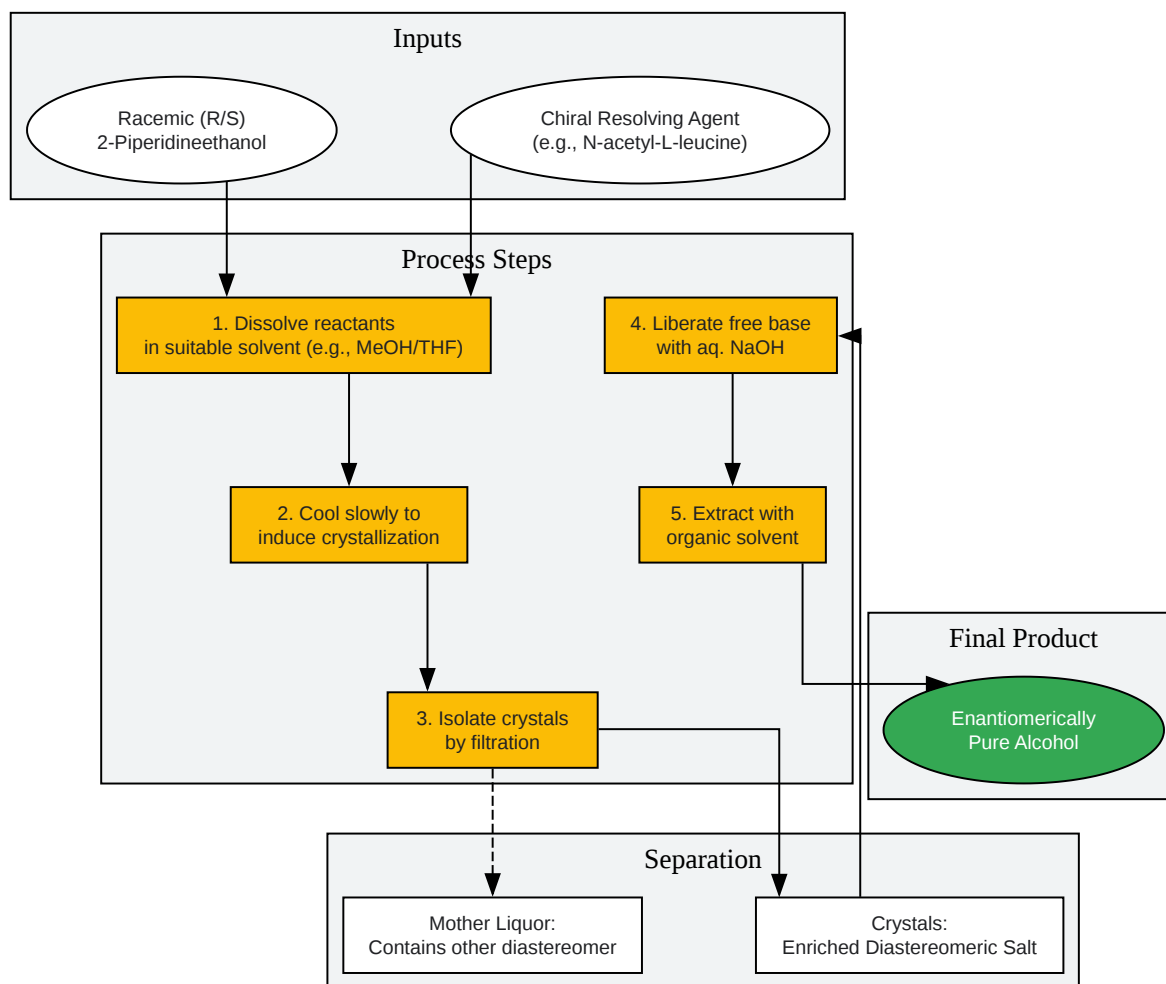 Inputs
Racemic (R/S)
2-Piperidineethanol
Chiral Resolving Agent
(e.g., N-acetyl-L-leucine)
Process Steps
1. Dissolve reactants
in suitable solvent (e.g., MeOH/THF)
4. Liberate free base
with aq. NaOH
2. Cool slowly to
induce crystallization
5. Extract with
organic solvent
3. Isolate crystals
by filtration
Final Product
Enantiomerically
Pure Alcohol
Separation
Mother Liquor:
Contains other diastereomer
Crystals:
Enriched Diastereomeric Salt